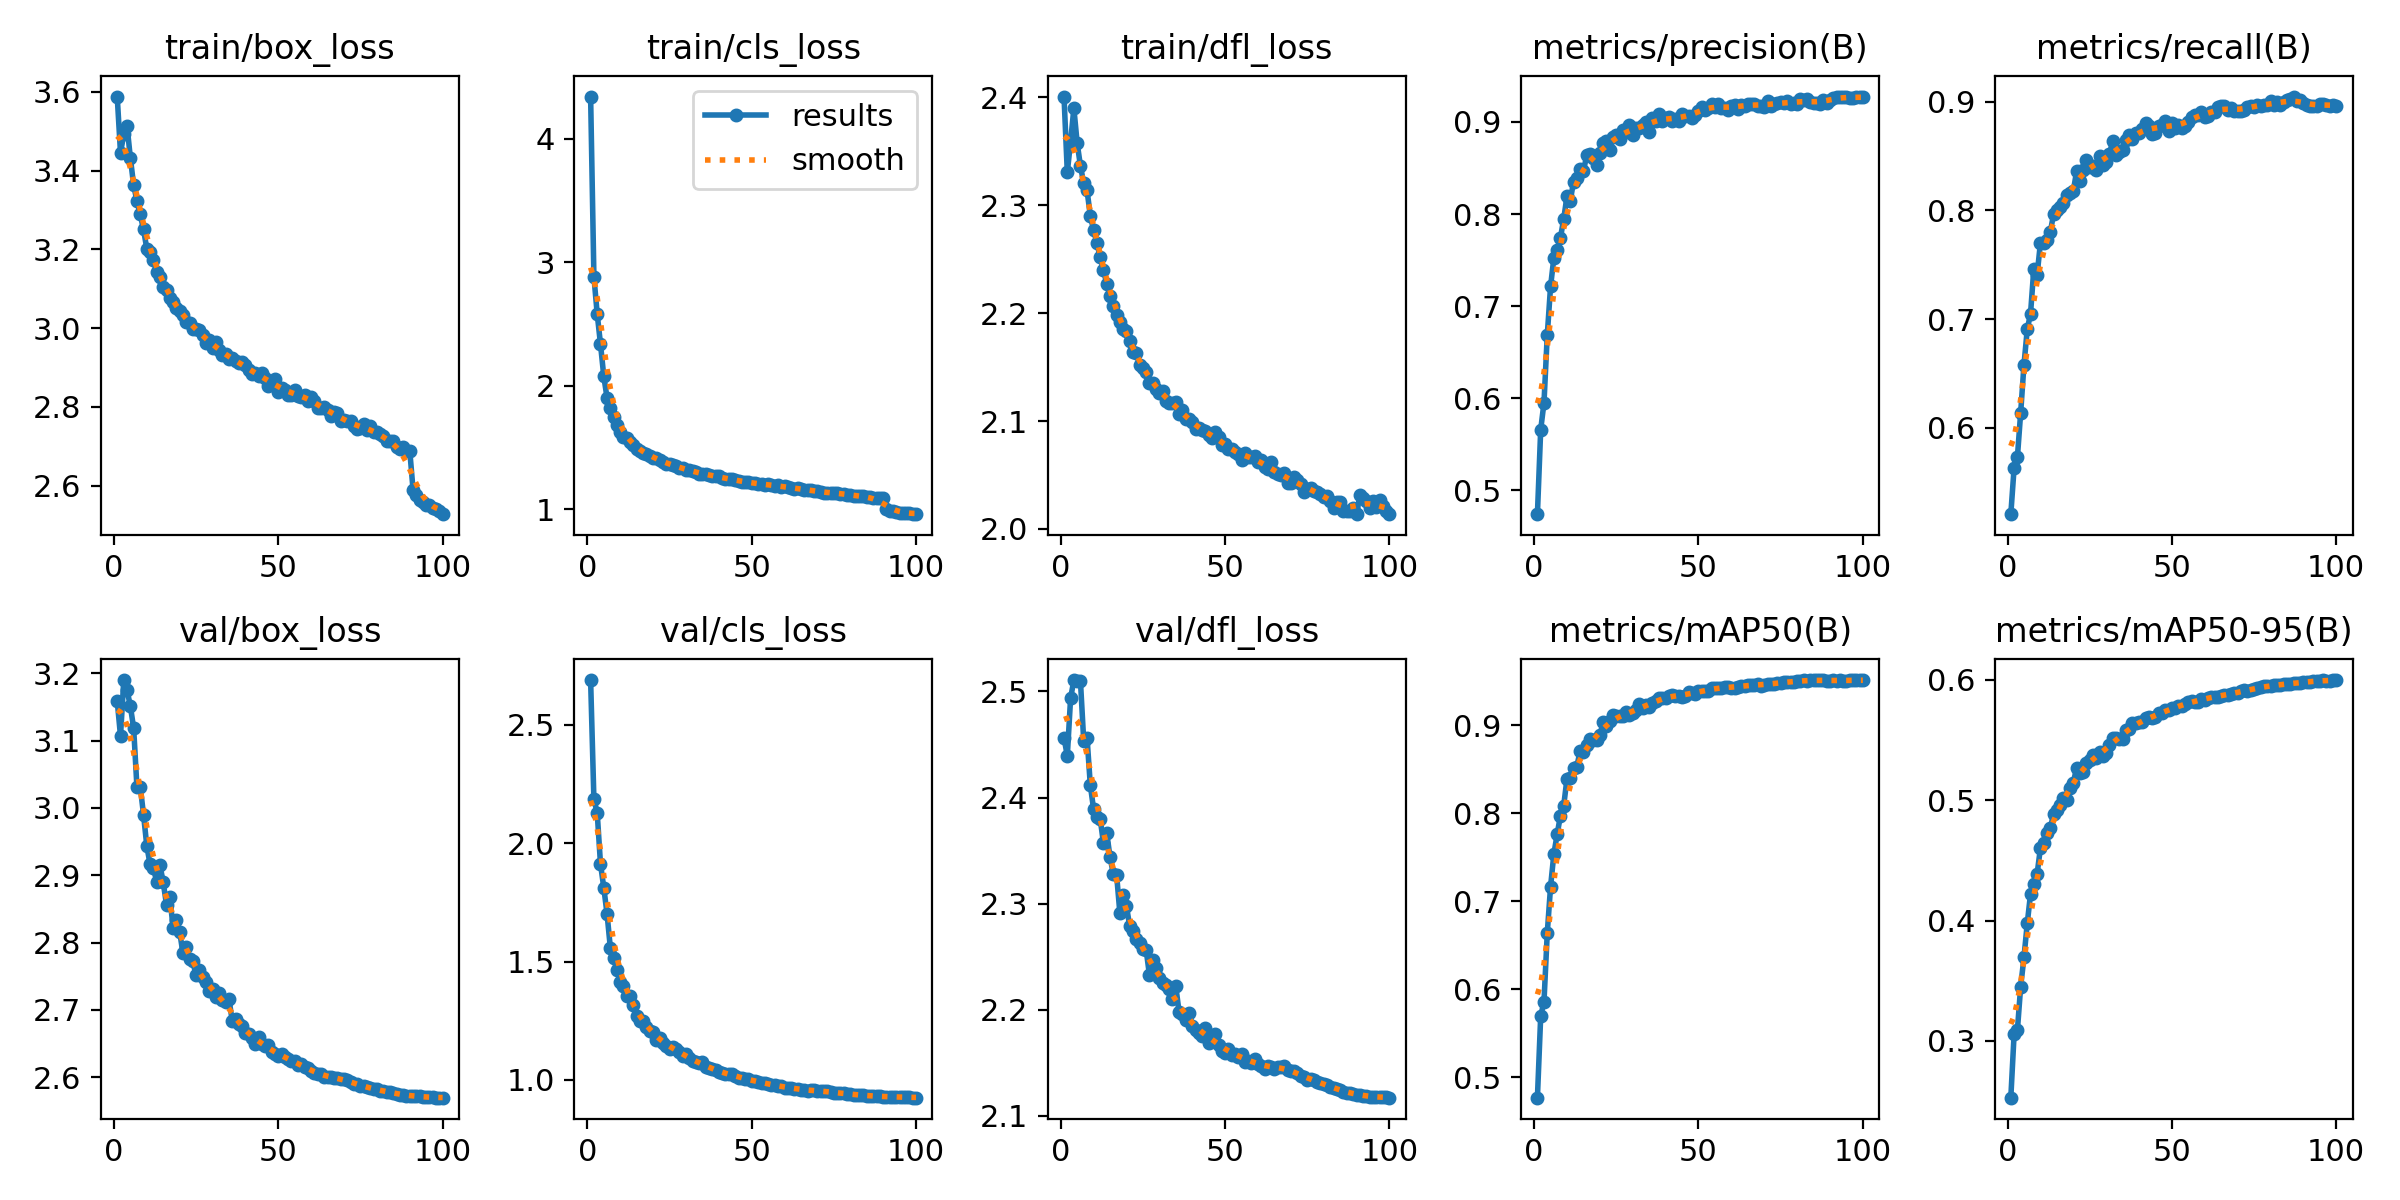 train/box_loss
3.6
3.4
3.2
3.0
2.8
2.6
0 50 100
train/cls_loss
results
smooth
4
3
2
1
0 50 100
train/dfl_loss
2.4
2.3
2.2
2.1
2.0
0 50 100
metrics/precision(B)
0.9
0.8
0.7
0.6
0.5
0 50 100
metrics/recall(B)
0.9
0.8
0.7
0.6
0 50 100
val/box_loss
3.2
3.1
3.0
2.9
2.8
2.7
2.6
0 50 100
val/cls_loss
2.5
2.0
1.5
1.0
0 50 100
val/dfl_loss
2.5
2.4
2.3
2.2
2.1
0 50 100
metrics/mAP50(B)
0.9
0.8
0.7
0.6
0.5
0 50 100
metrics/mAP50-95(B)
0.6
0.5
0.4
0.3
0 50 100